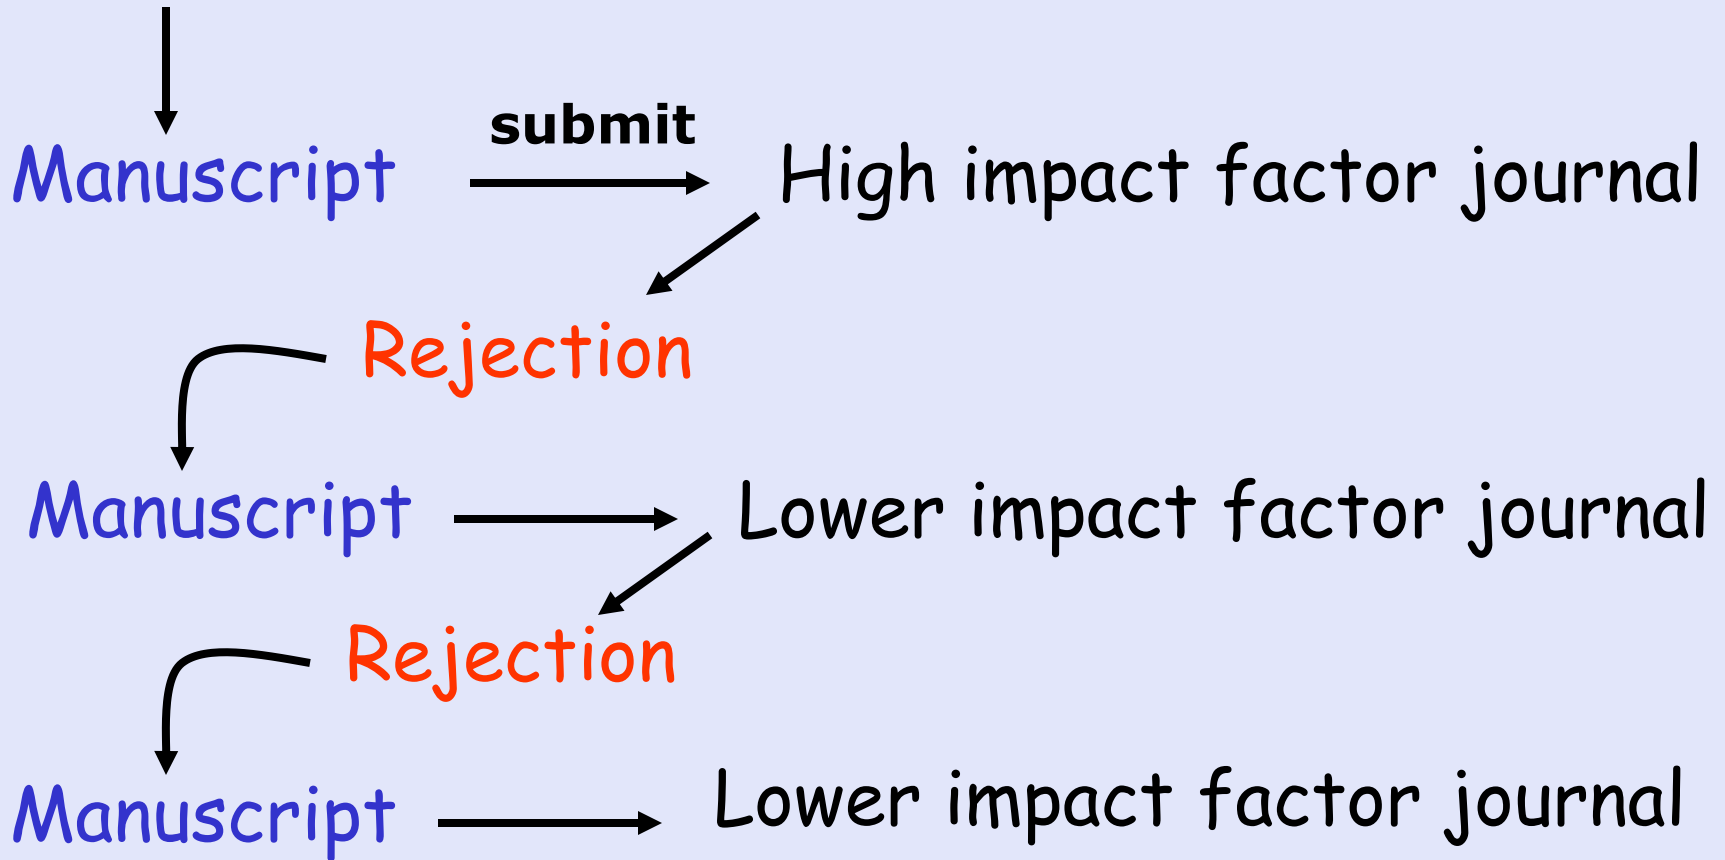 submit
Manuscript High impact factor journal
Rejection
Manuscript Lower impact factor journal
Rejection
Manuscript Lower impact factor journal